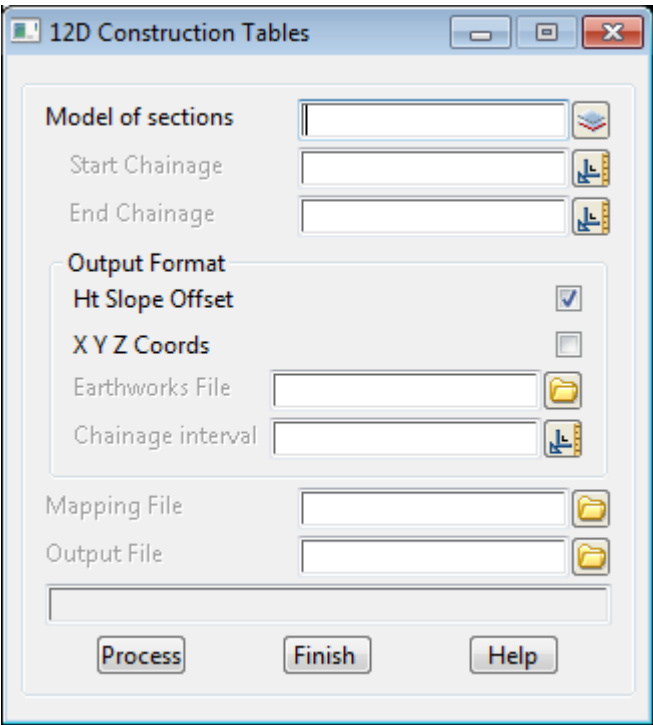 12D Construction Tables
Model of sections
Start Chainage
End Chainage
Output Format
Ht Slope Offset
X Y Z Coords
Earthworks File
Chainage interval
Mapping File
Output File
Process Finish Help